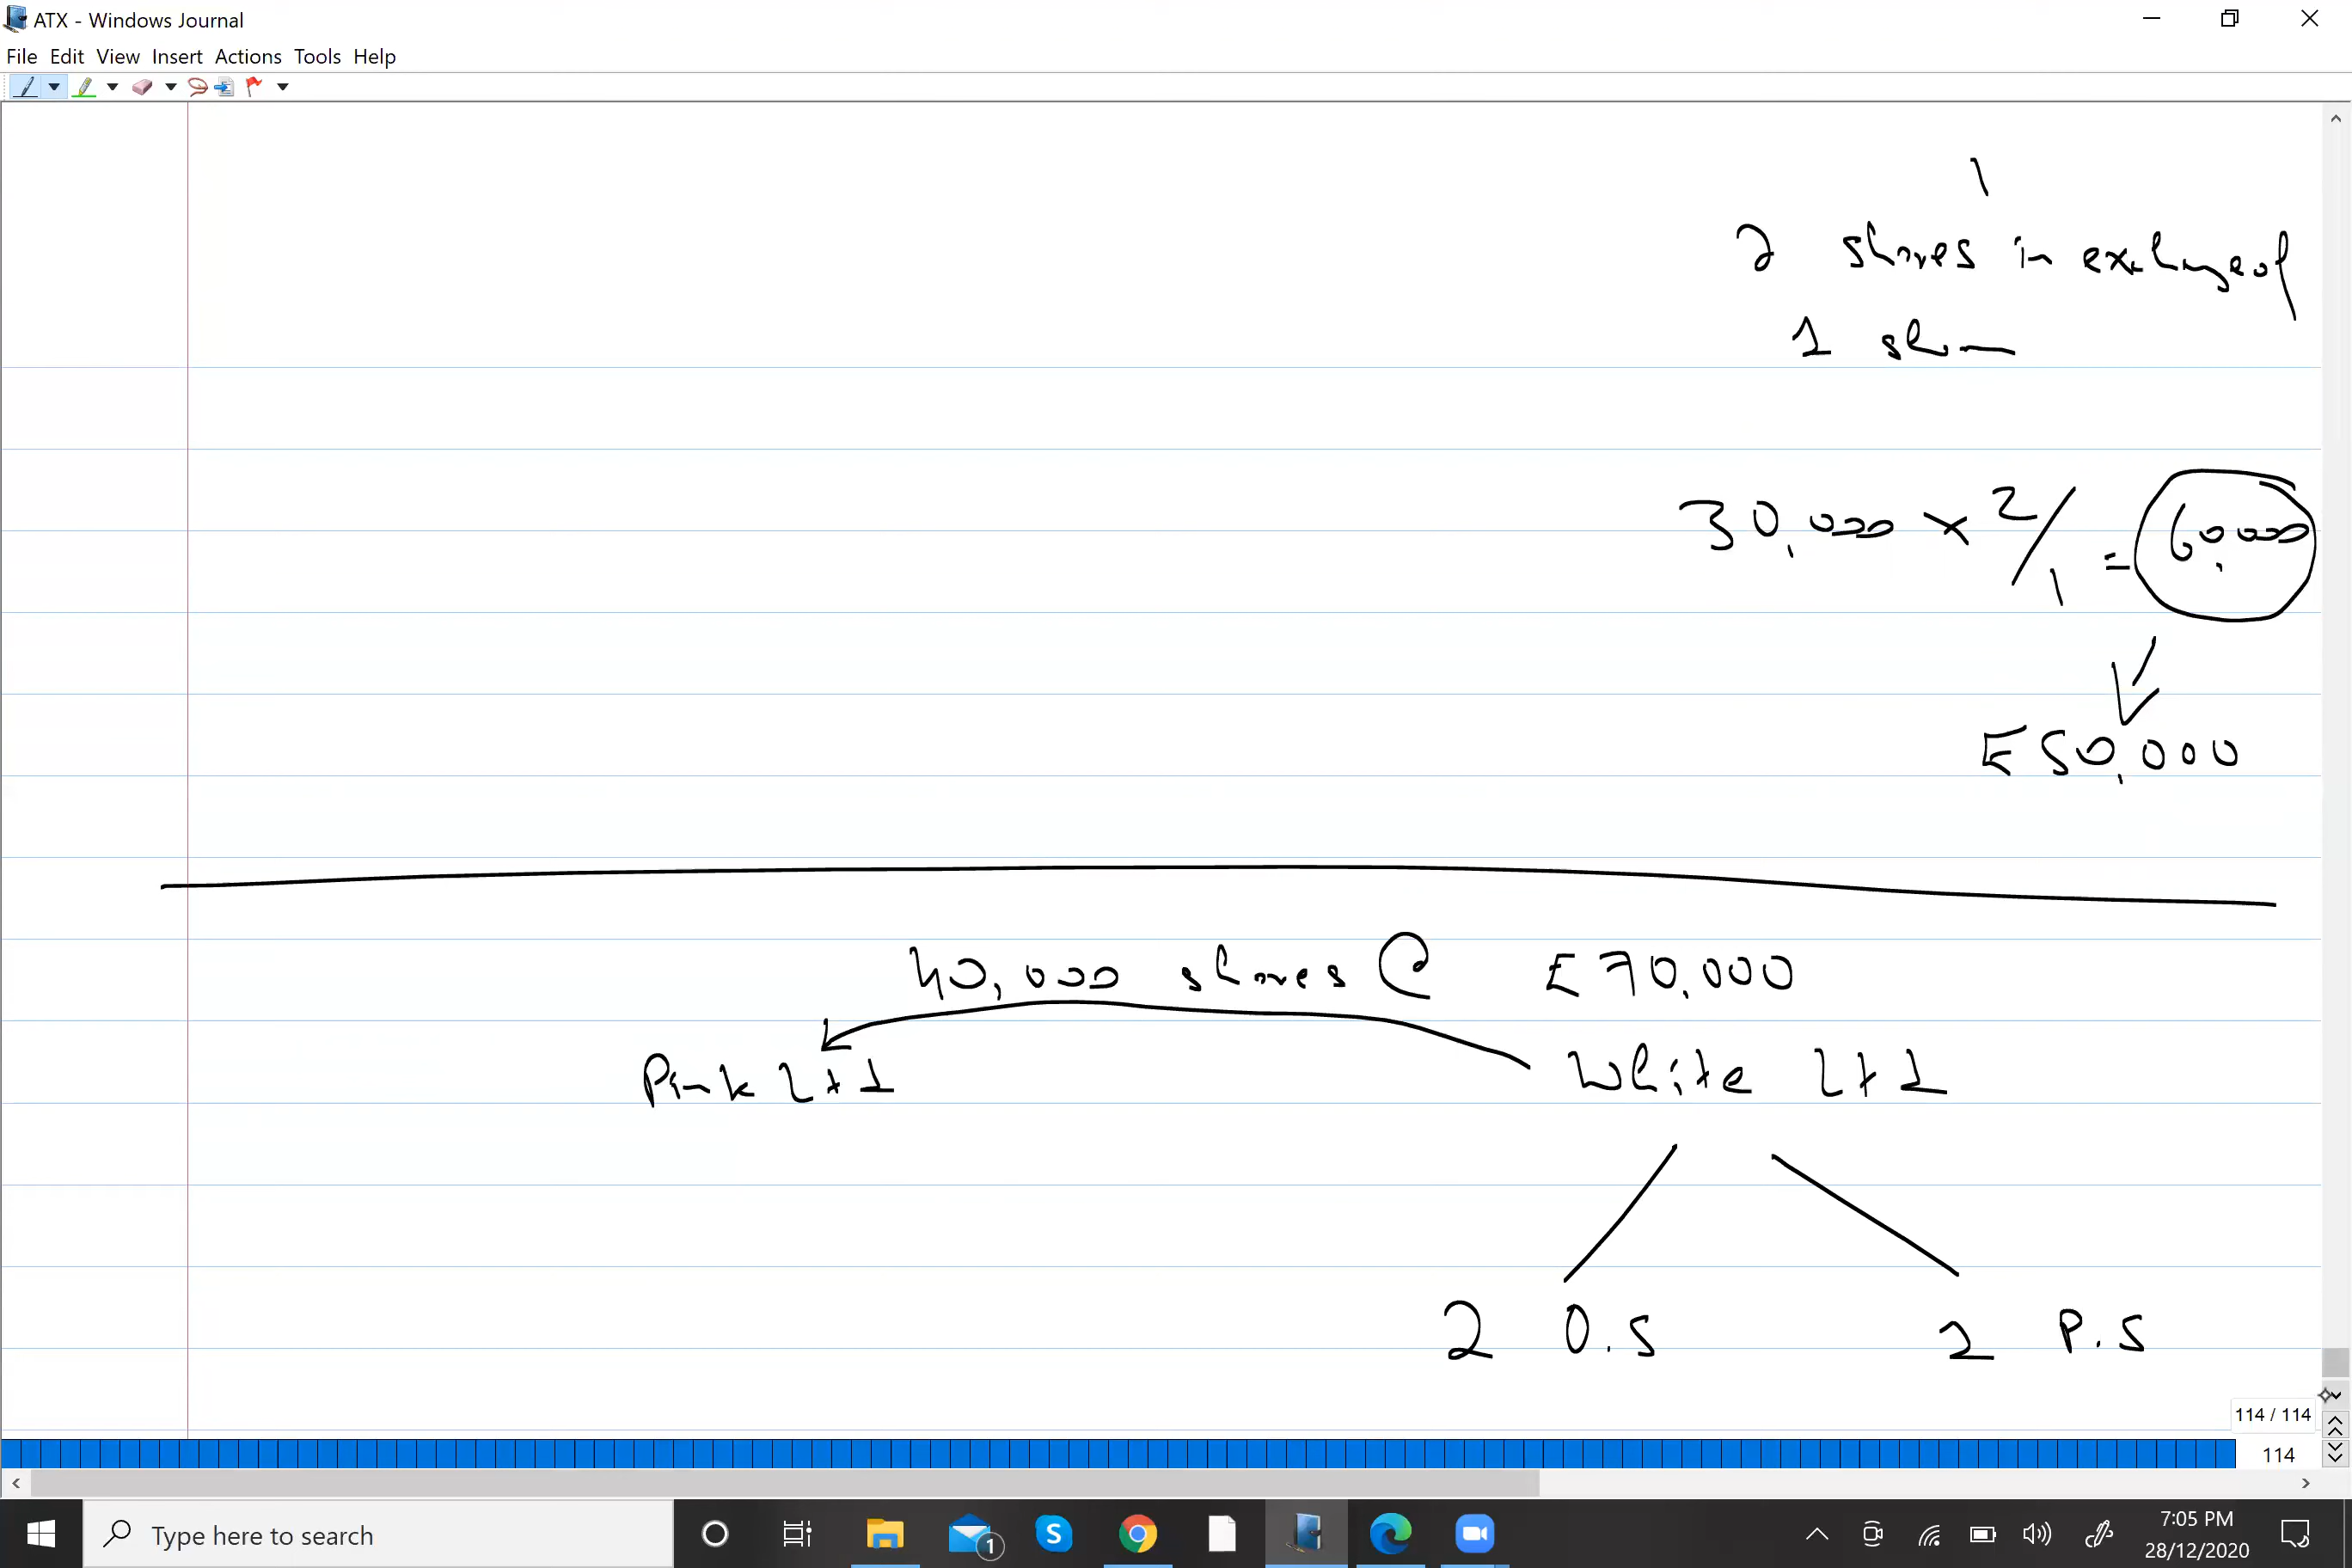 ATX - Windows Journal
File Edit View Insert Actions Tools Help
2 shares in exchange of
1 share
30,000 x 2/1 = 60,000
£50,000
40,000 shares @ £70,000
Pink Ltd
White Ltd
2 O.S
2 P.S
114 / 114
114
Type here to search
1
7:05 PM
28/12/2020